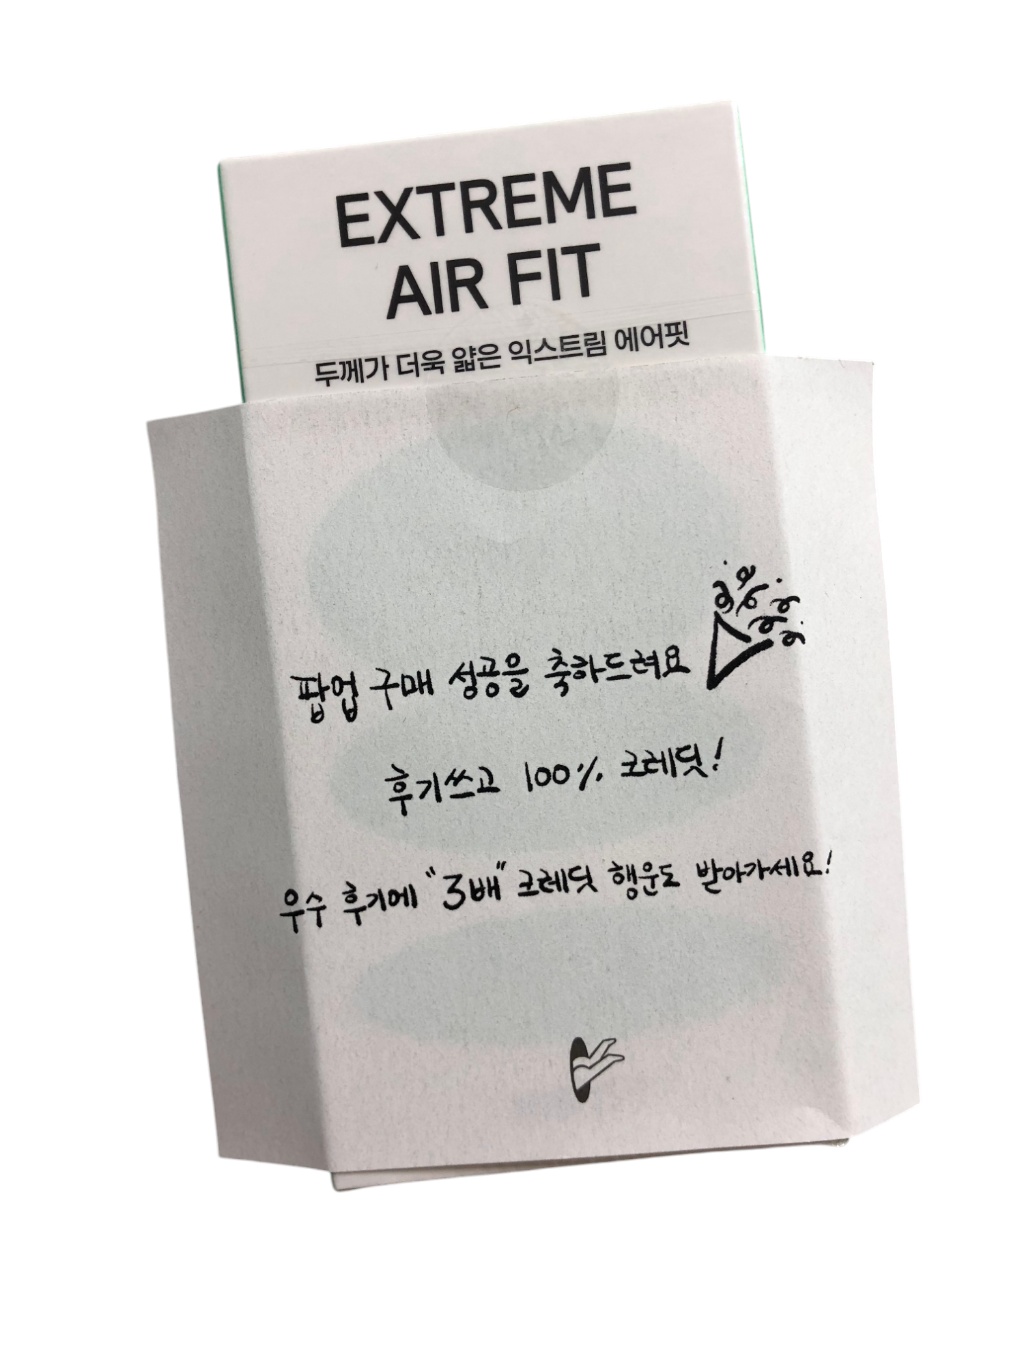 EXTREME
AIR FIT
두께가 더욱 얇은 익스트림 에어핏
팝업 구매 성공을 축하드려요
후기쓰고 100% 크레딧!
우수 후기에 "3배" 크레딧 행운도 받아가세요!